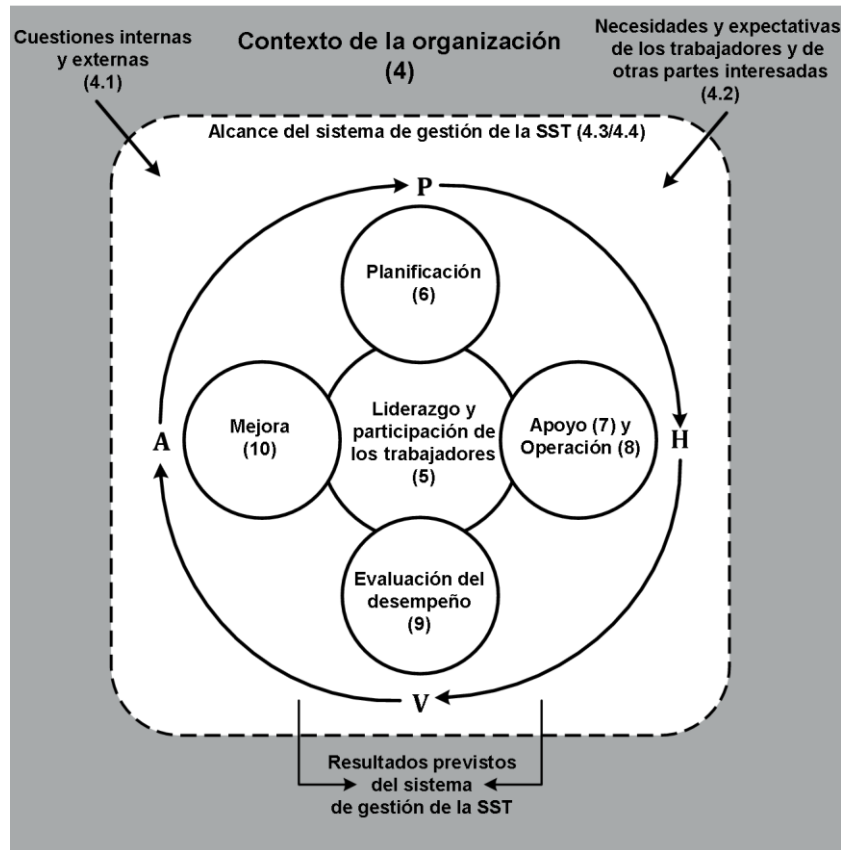 Cuestiones internas
y externas
(4.1)
Contexto de la organización
(4)
Necesidades y expectativas
de los trabajadores y de
otras partes interesadas
(4.2)
Alcance del sistema de gestión de la SST (4.3/4.4)
P
Planificación
(6)
A
Mejora
(10)
Liderazgo y
participación de
los trabajadores
(5)
Apoyo (7) y
Operación (8)
H
Evaluación del
desempeño
(9)
V
Resultados previstos
del sistema
de gestión de la SST